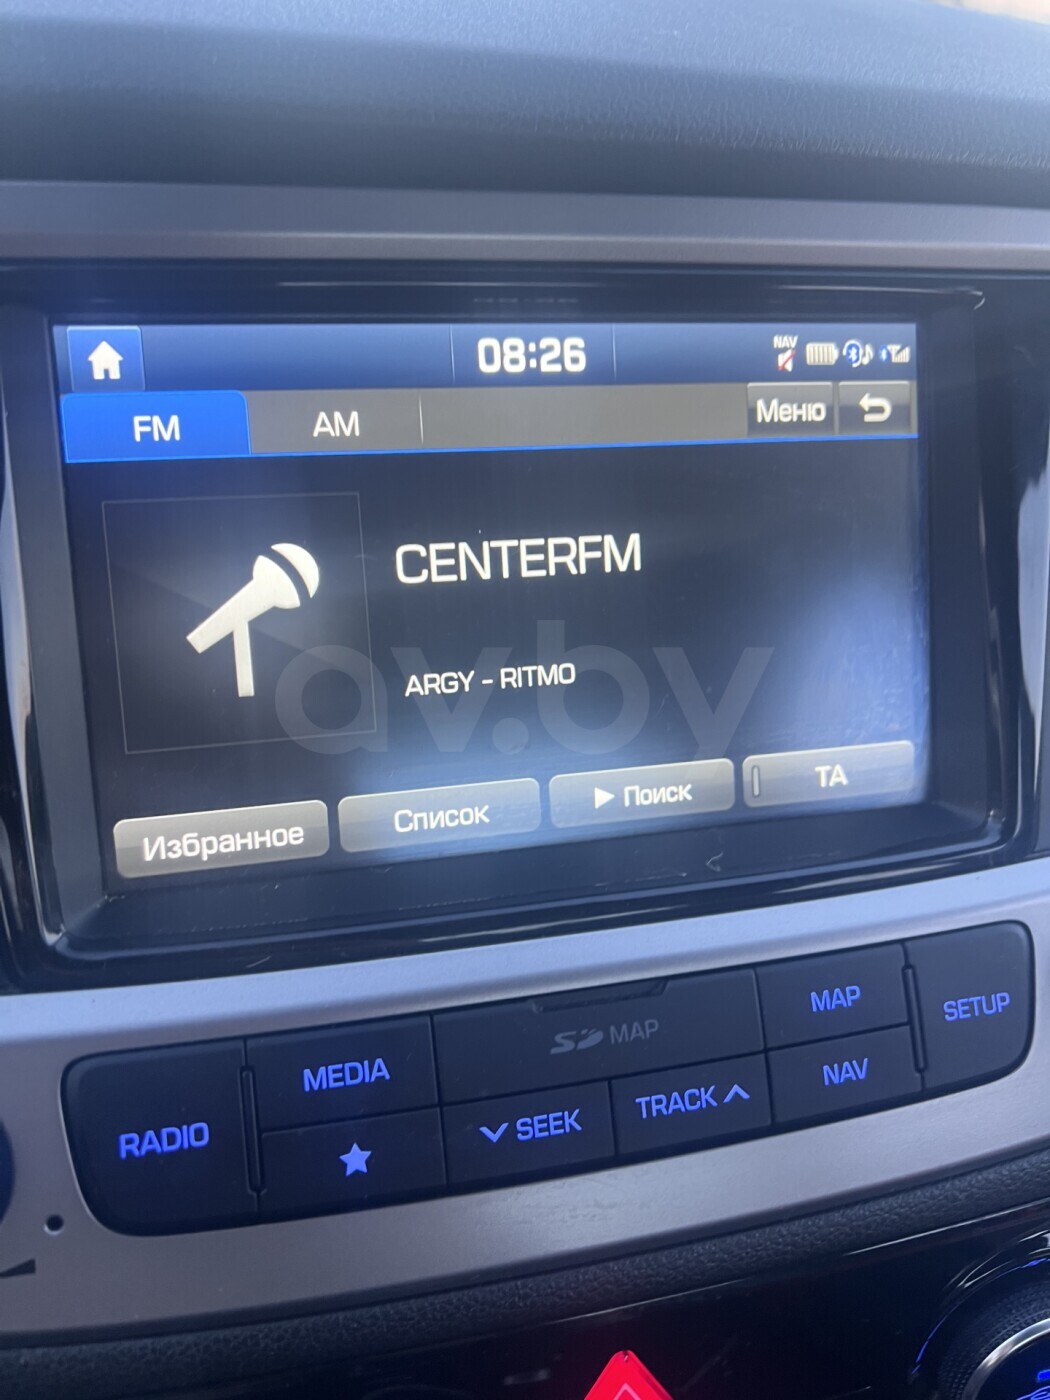 08:26
NAV
FM
AM
Меню
CENTERFM
ARGY - RITMO
av.by
Избранное
Список
Поиск
TA
RADIO
MEDIA
SD MAP
MAP
SETUP
SEEK
TRACK
NAV